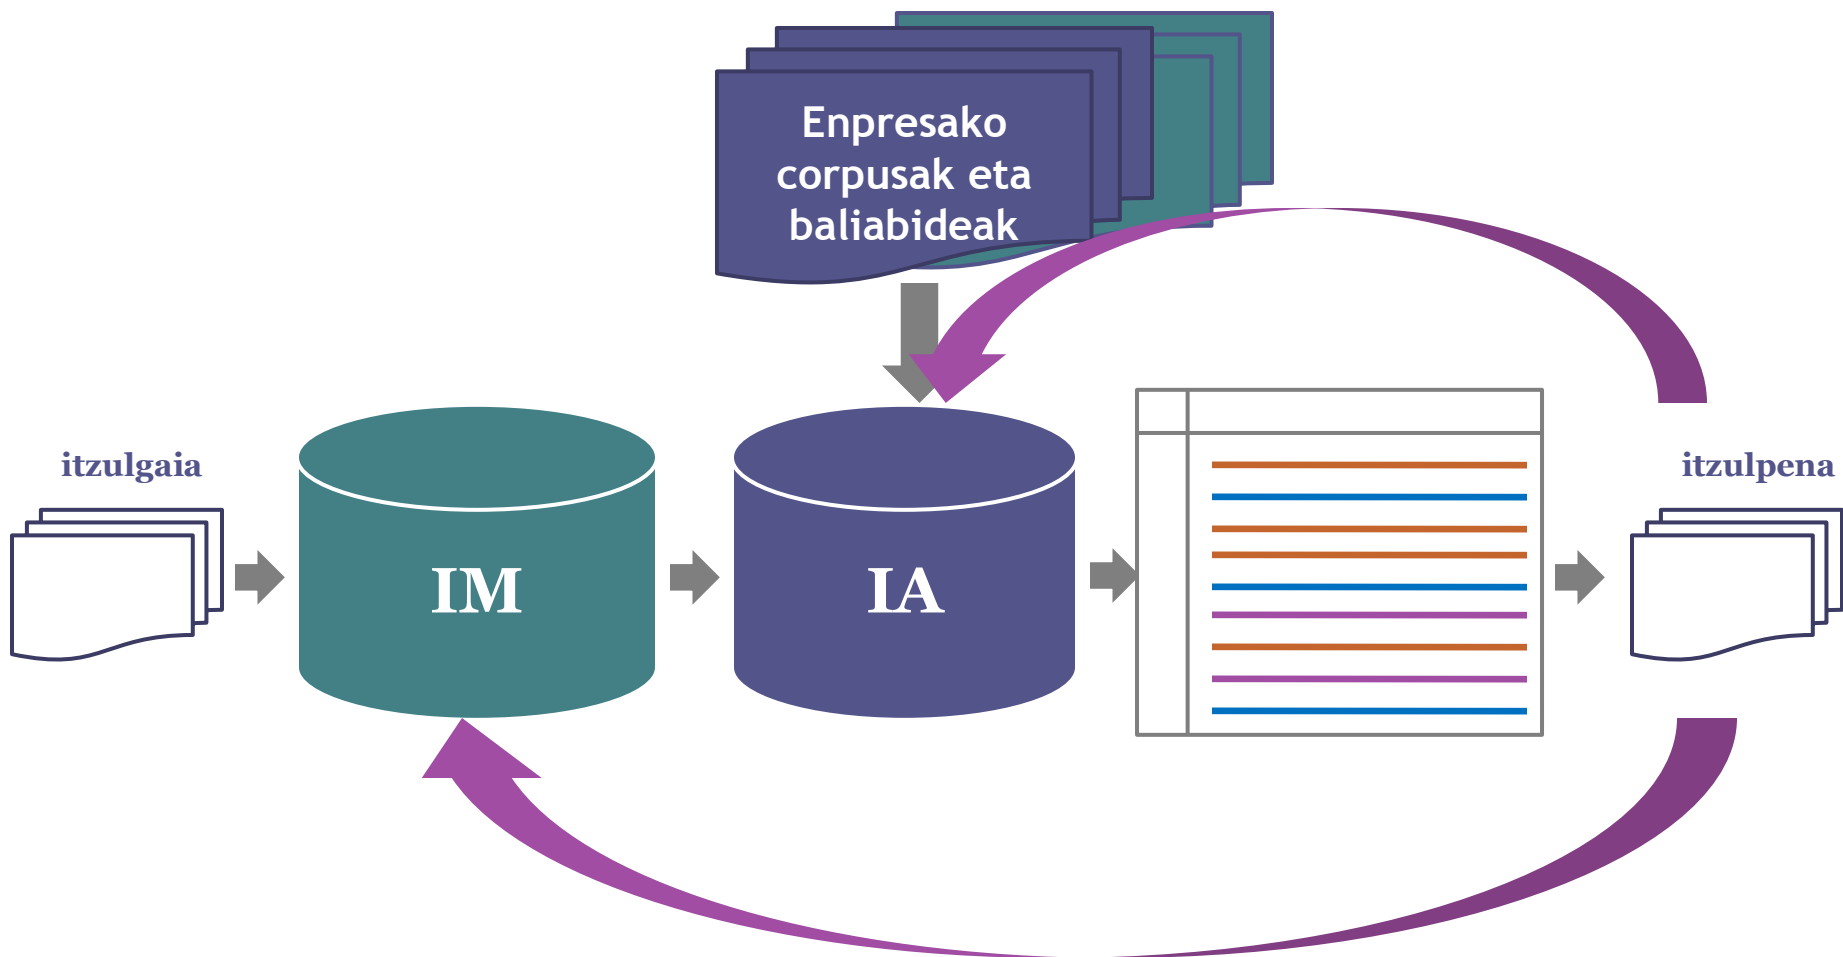 Enpresako
corpusak eta
baliabideak
itzulgaia
IM
IA
itzulpena